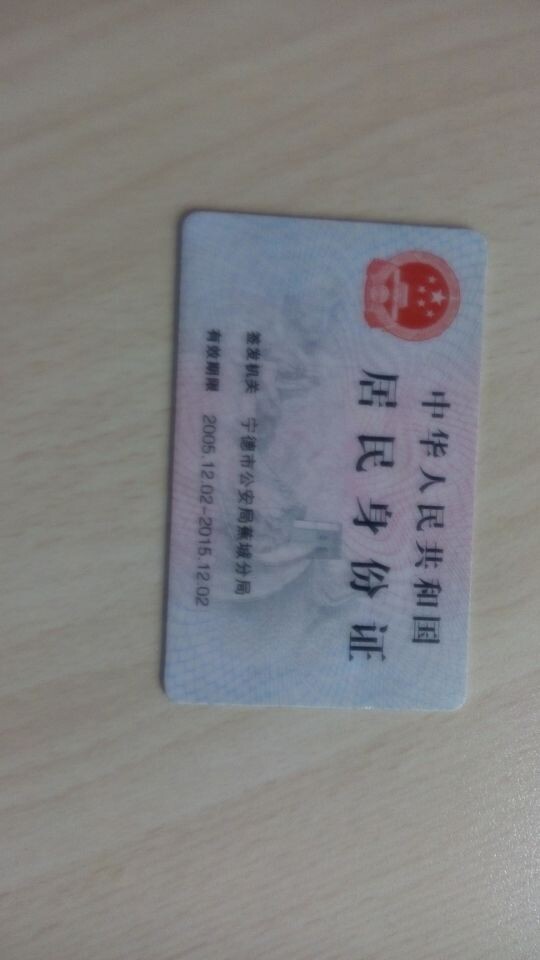 中华人民共和国
居民身份证
签发机关 宁德市公安局蕉城分局
有效期限 2005.12.02-2015.12.02